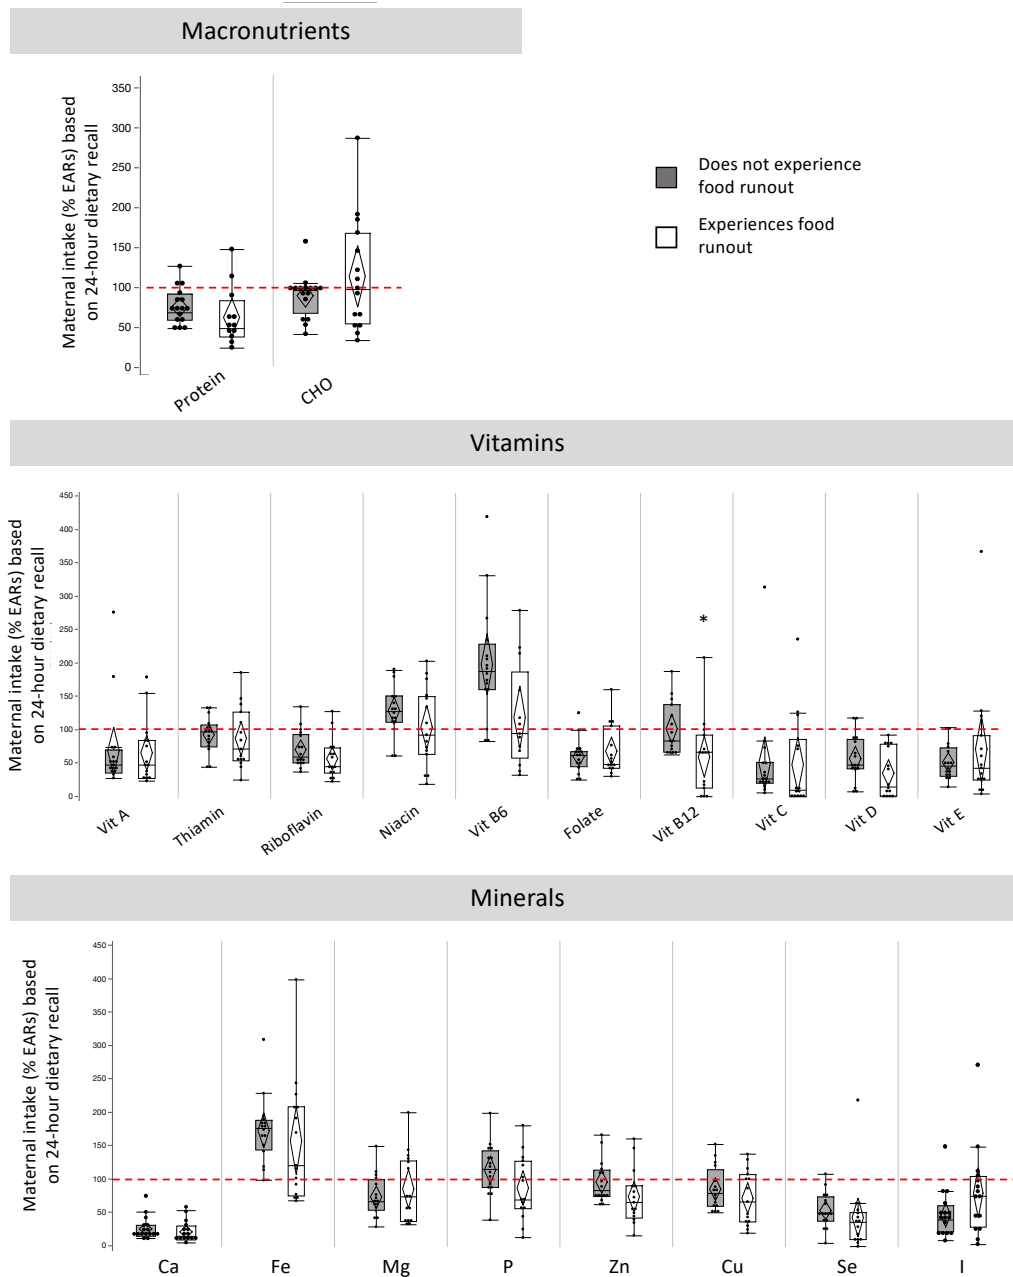 Macronutrients
Maternal intake (% EARs) based
on 24-hour dietary recall
350
300
250
200
150
100
50
0
Protein
CHO
Does not experience
food runout
Experiences food
runout
Vitamins
Maternal intake (% EARs) based
on 24-hour dietary recall
450
400
350
300
250
200
150
100
50
0
*
Vit A
Thiamin
Riboflavin
Niacin
Vit B6
Folate
Vit B12
Vit C
Vit D
Vit E
Minerals
Maternal intake (% EARs) based
on 24-hour dietary recall
450
400
350
300
250
200
150
100
50
0
Ca
Fe
Mg
P
Zn
Cu
Se
I